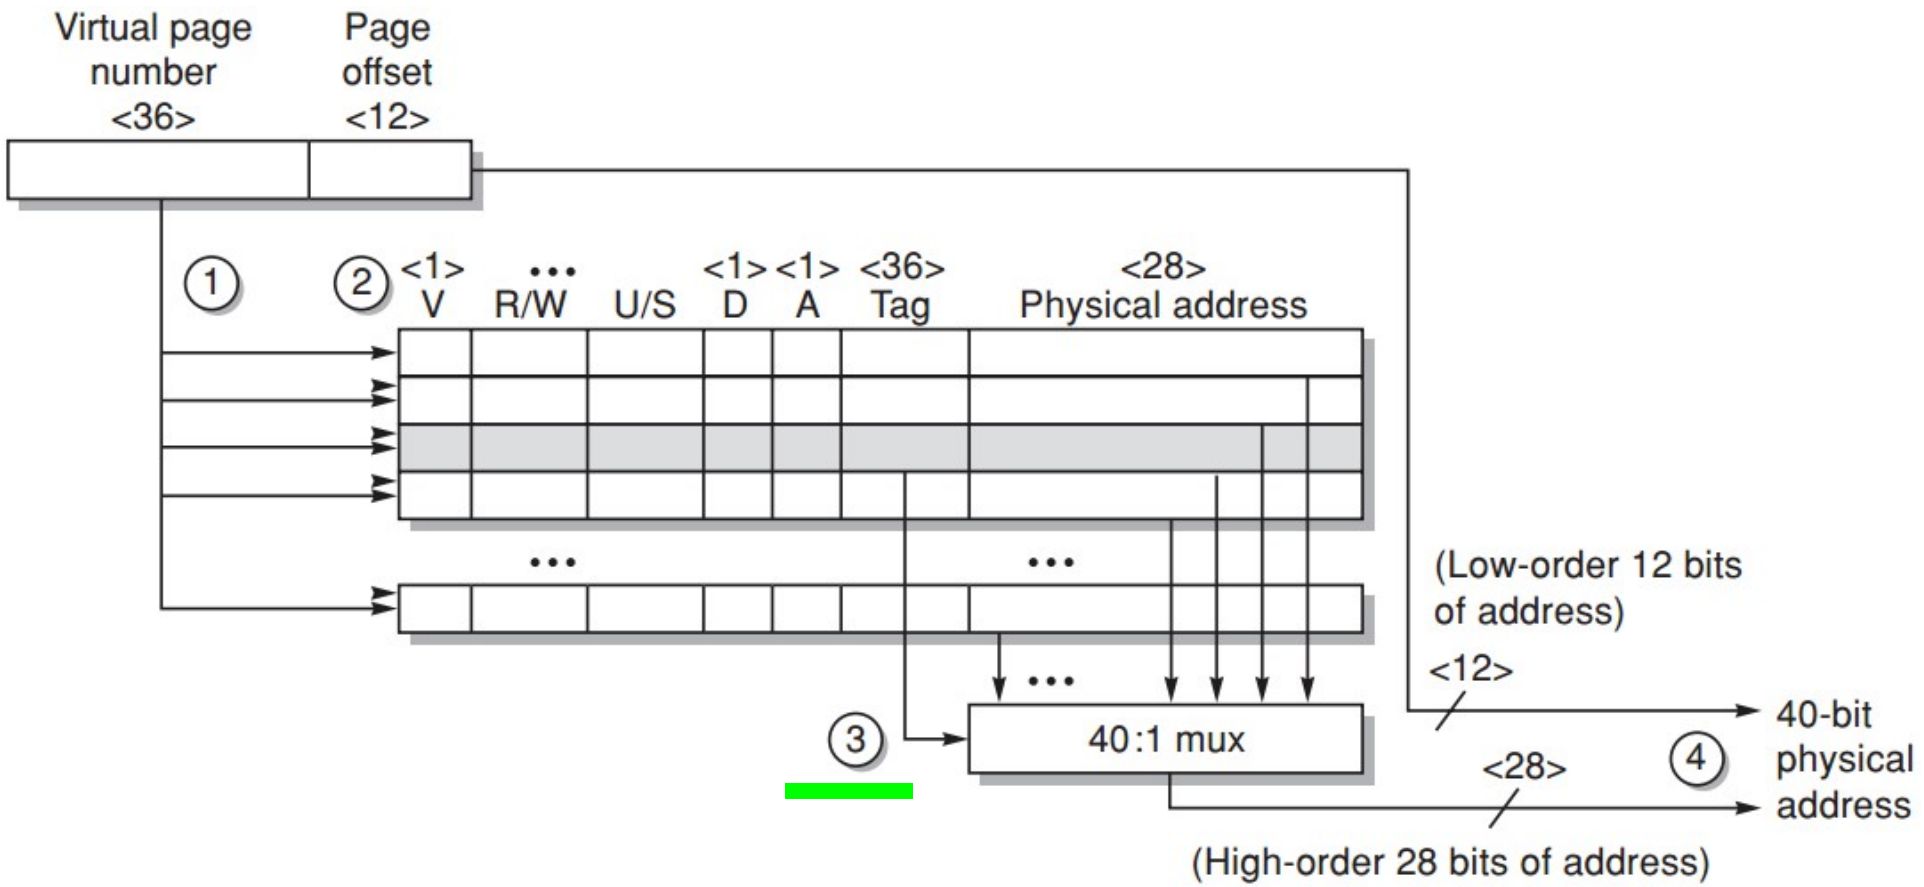 Virtual page
number
<36>
Page
offset
<12>
1
2
<1> ••• <1> <1> <36> <28>
V R/W U/S D A Tag Physical address
••• •••
(Low-order 12 bits
of address)
•••
<12>
3
40:1 mux
40-bit
physical
address
4
<28>
(High-order 28 bits of address)